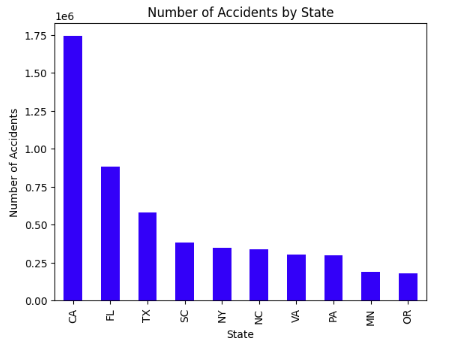 Number of Accidents by State
1e6
1.75
1.50
1.25
1.00
0.75
0.50
0.25
0.00
Number of Accidents
CA
FL
TX
SC
NY
NC
VA
PA
MN
OR
State